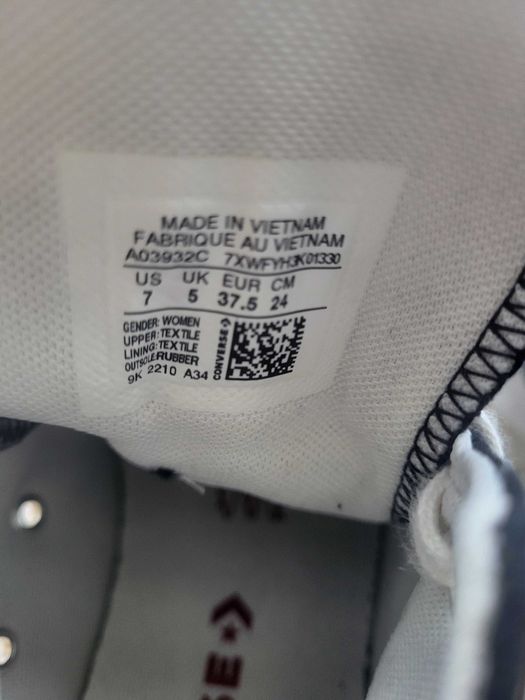 MADE IN VIETNAM
FABRIQUE AU VIETNAM
A03932C 7XWFYH3K01330
US UK EUR CM
7 5 37.5 24
GENDER: WOMEN
UPPER: TEXTILE
LINING: TEXTILE
OUTSOLE:RUBBER
9K 2210 A34
CONVERSE